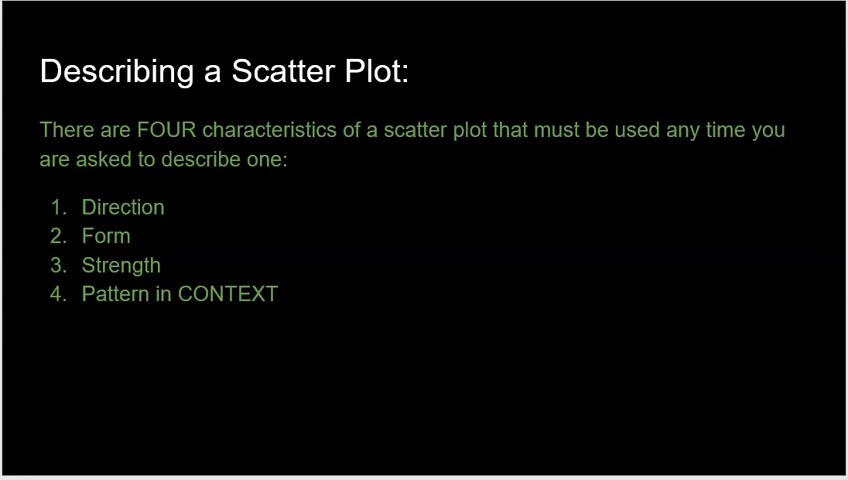 Describing a Scatter Plot:
There are FOUR characteristics of a scatter plot that must be used any time you
are asked to describe one:
1. Direction
2. Form
3. Strength
4. Pattern in CONTEXT